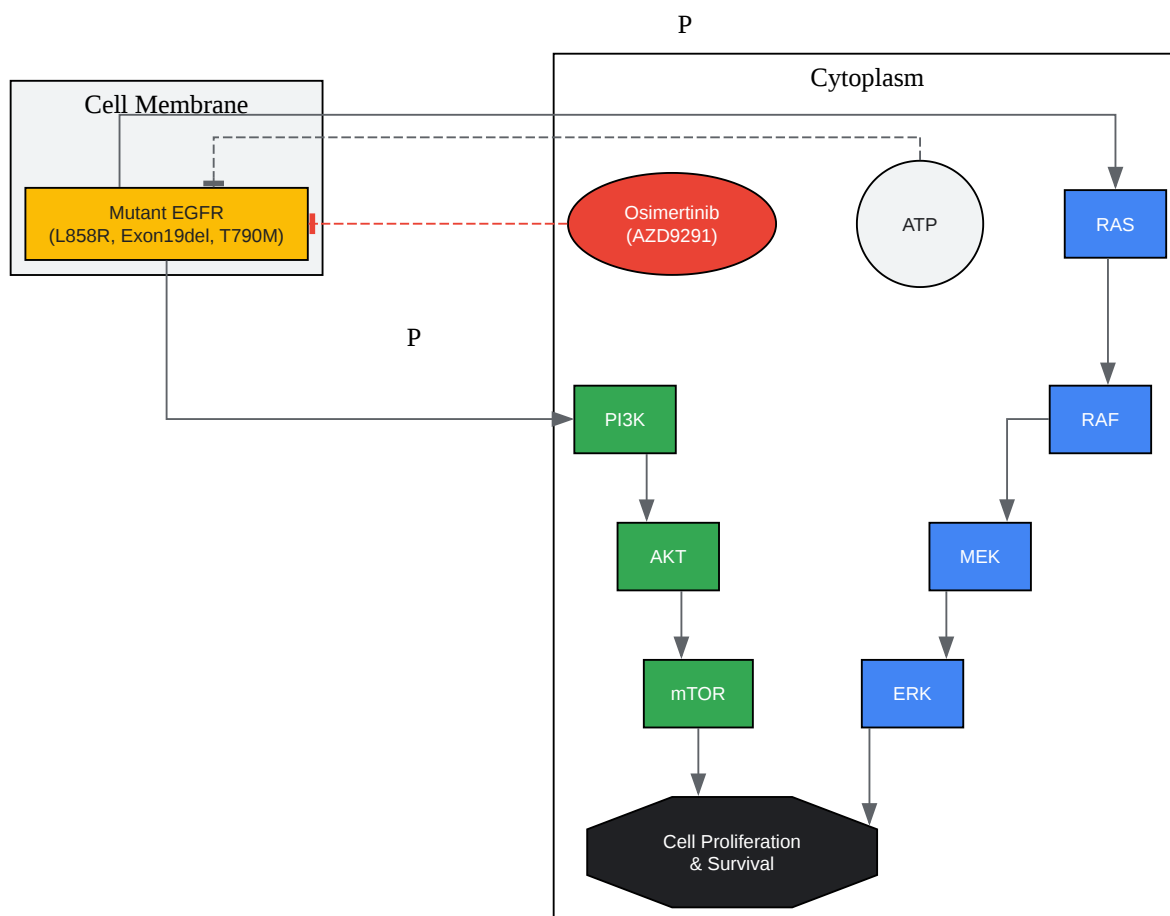 P
Cytoplasm
Cell Membrane
Mutant EGFR
(L858R, Exon19del, T790M)
Osimertinib
(AZD9291)
ATP
RAS
P
PI3K
RAF
AKT
MEK
mTOR
ERK
Cell Proliferation
& Survival